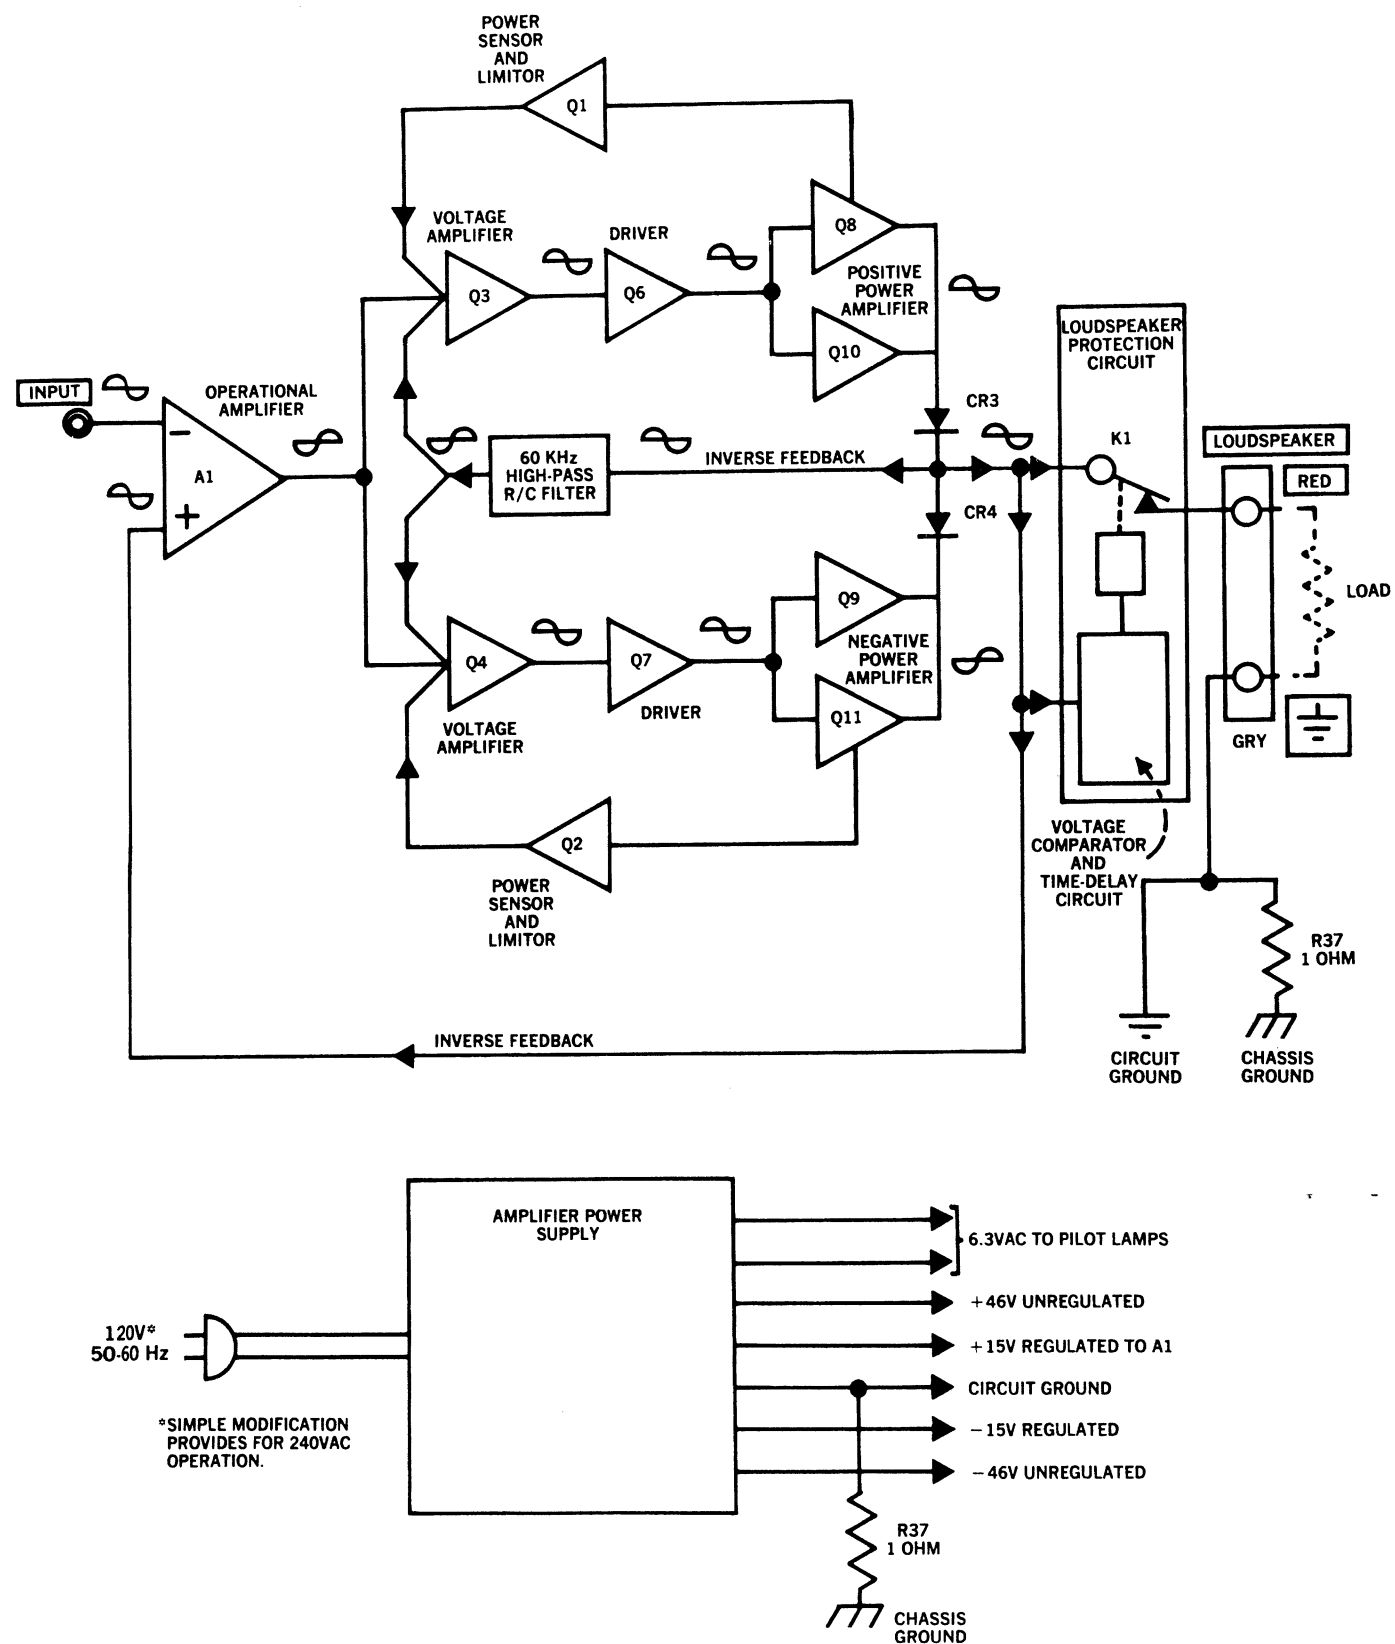 POWER
SENSOR
AND
LIMITOR
Q1
VOLTAGE
AMPLIFIER
Q3
DRIVER
Q6
Q8
POSITIVE
POWER
AMPLIFIER
Q10
INPUT
OPERATIONAL
AMPLIFIER
−
A1
+
60 KHz
HIGH-PASS
R/C FILTER
INVERSE FEEDBACK
CR3
CR4
LOUDSPEAKER
PROTECTION
CIRCUIT
K1
LOUDSPEAKER
RED
LOAD
GRY
Q9
NEGATIVE
POWER
AMPLIFIER
Q11
Q4
VOLTAGE
AMPLIFIER
Q7
DRIVER
Q2
POWER
SENSOR
AND
LIMITOR
VOLTAGE
COMPARATOR
AND
TIME-DELAY
CIRCUIT
R37
1 OHM
CIRCUIT
GROUND
CHASSIS
GROUND
INVERSE FEEDBACK
AMPLIFIER POWER
SUPPLY
120V*
50-60 Hz
*SIMPLE MODIFICATION
PROVIDES FOR 240VAC
OPERATION.
6.3VAC TO PILOT LAMPS
+46V UNREGULATED
+15V REGULATED TO A1
CIRCUIT GROUND
−15V REGULATED
−46V UNREGULATED
R37
1 OHM
CHASSIS
GROUND